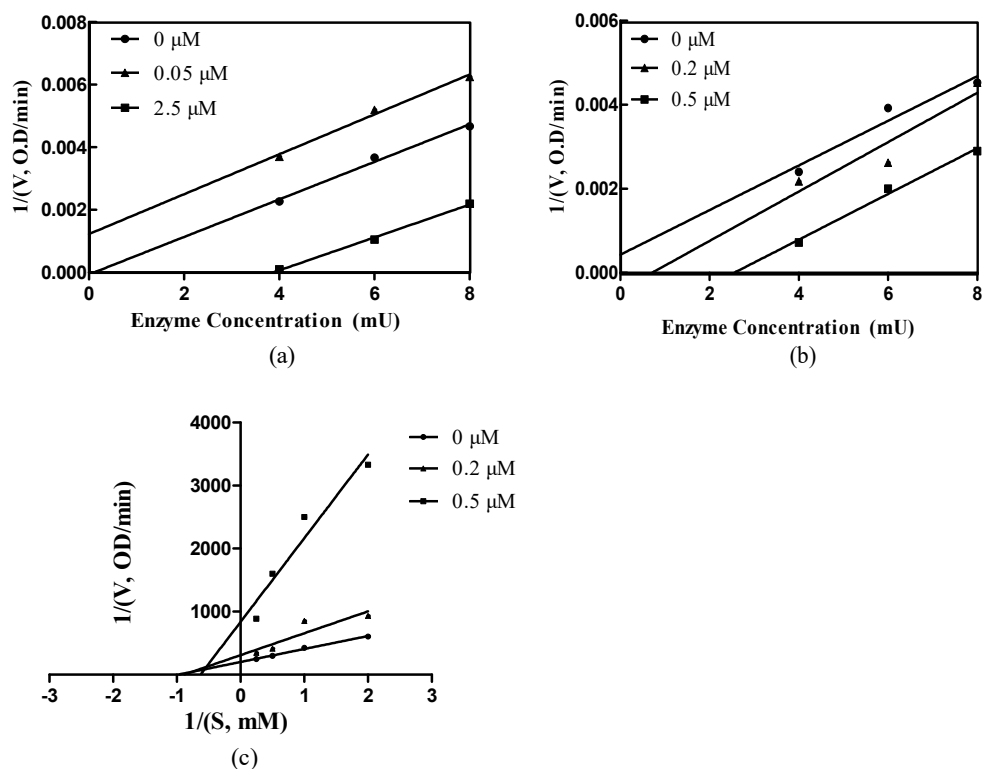 0.008
0.006
0.004
0.002
0.000
1/(V, O.D/min)
0 μM
0.05 μM
2.5 μM
0 2 4 6 8
Enzyme Concentration (mU)
(a)
0.006
0.004
0.002
0.000
1/(V, O.D/min)
0 μM
0.2 μM
0.5 μM
0 2 4 6 8
Enzyme Concentration (mU)
(b)
4000
3000
2000
1000
1/(V, OD/min)
0 μM
0.2 μM
0.5 μM
-3 -2 -1 0 1 2 3
1/(S, mM)
(c)